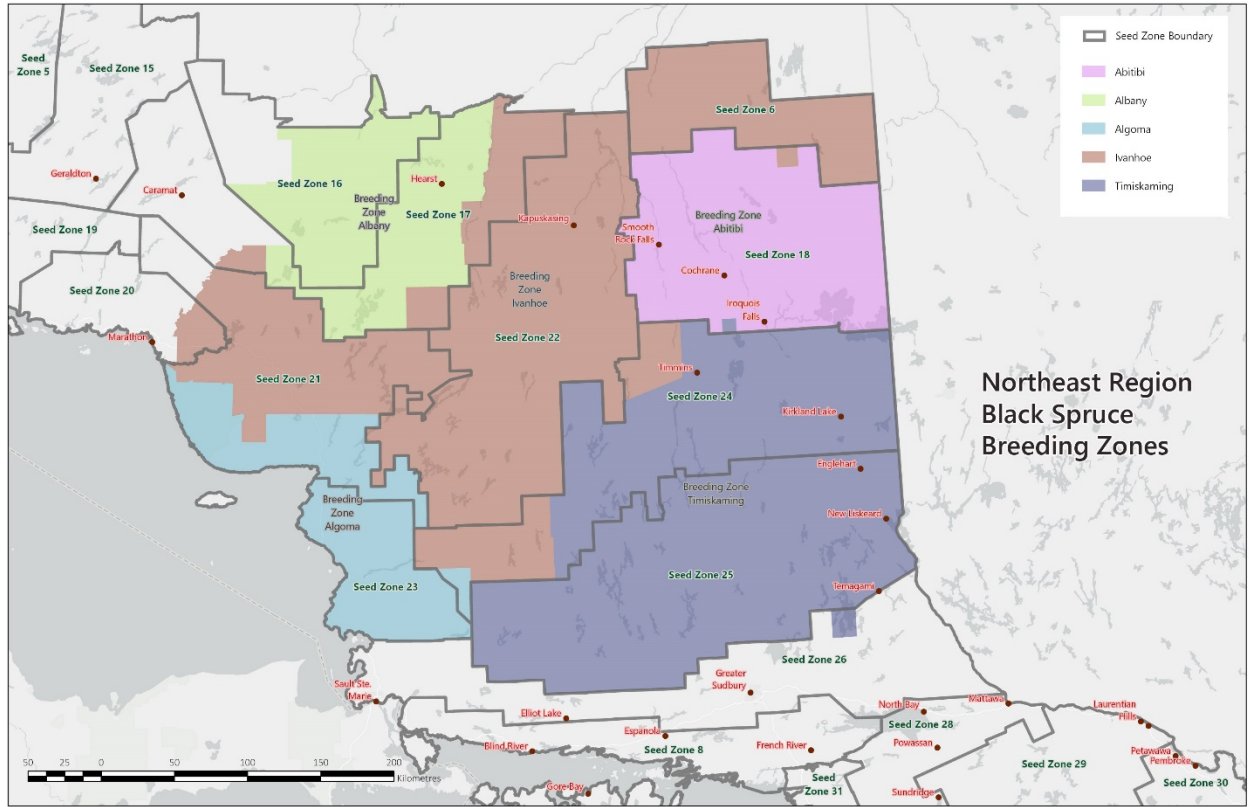 Seed
Zone 5
Seed Zone 15
Seed Zone Boundary
Abitibi
Albany
Algoma
Ivanhoe
Timiskaming
Seed Zone 6
Geraldton
Caramat
Seed Zone 16
Hearst
Breeding
Zone
Albany
Seed Zone 17
Kapuskasing
Smooth
Rock Falls
Breeding Zone
Abitibi
Seed Zone 18
Seed Zone 19
Cochrane
Breeding
Zone
Ivanhoe
Seed Zone 20
Iroquois
Falls
Marathon
Seed Zone 22
Seed Zone 21
Timmins
Seed Zone 24
Kirkland Lake
Northeast Region
Black Spruce
Breeding Zones
Englehart
Breeding Zone
Timiskaming
Breeding
Zone
Algoma
New Liskeard
Seed Zone 23
Seed Zone 25
Temagami
Seed Zone 26
Sault Ste.
Marie
Greater
Sudbury
Elliot Lake
North Bay
Mattawa
Laurentian
Hills
Seed Zone 28
Espanola
Blind River
Seed Zone 8
French River
Powassan
Petawawa
Pembroke
Seed Zone 29
Seed
Zone 31
Seed Zone 30
Gore Bay
Sundridge
50 25 0 50 100 150 200
Kilometres